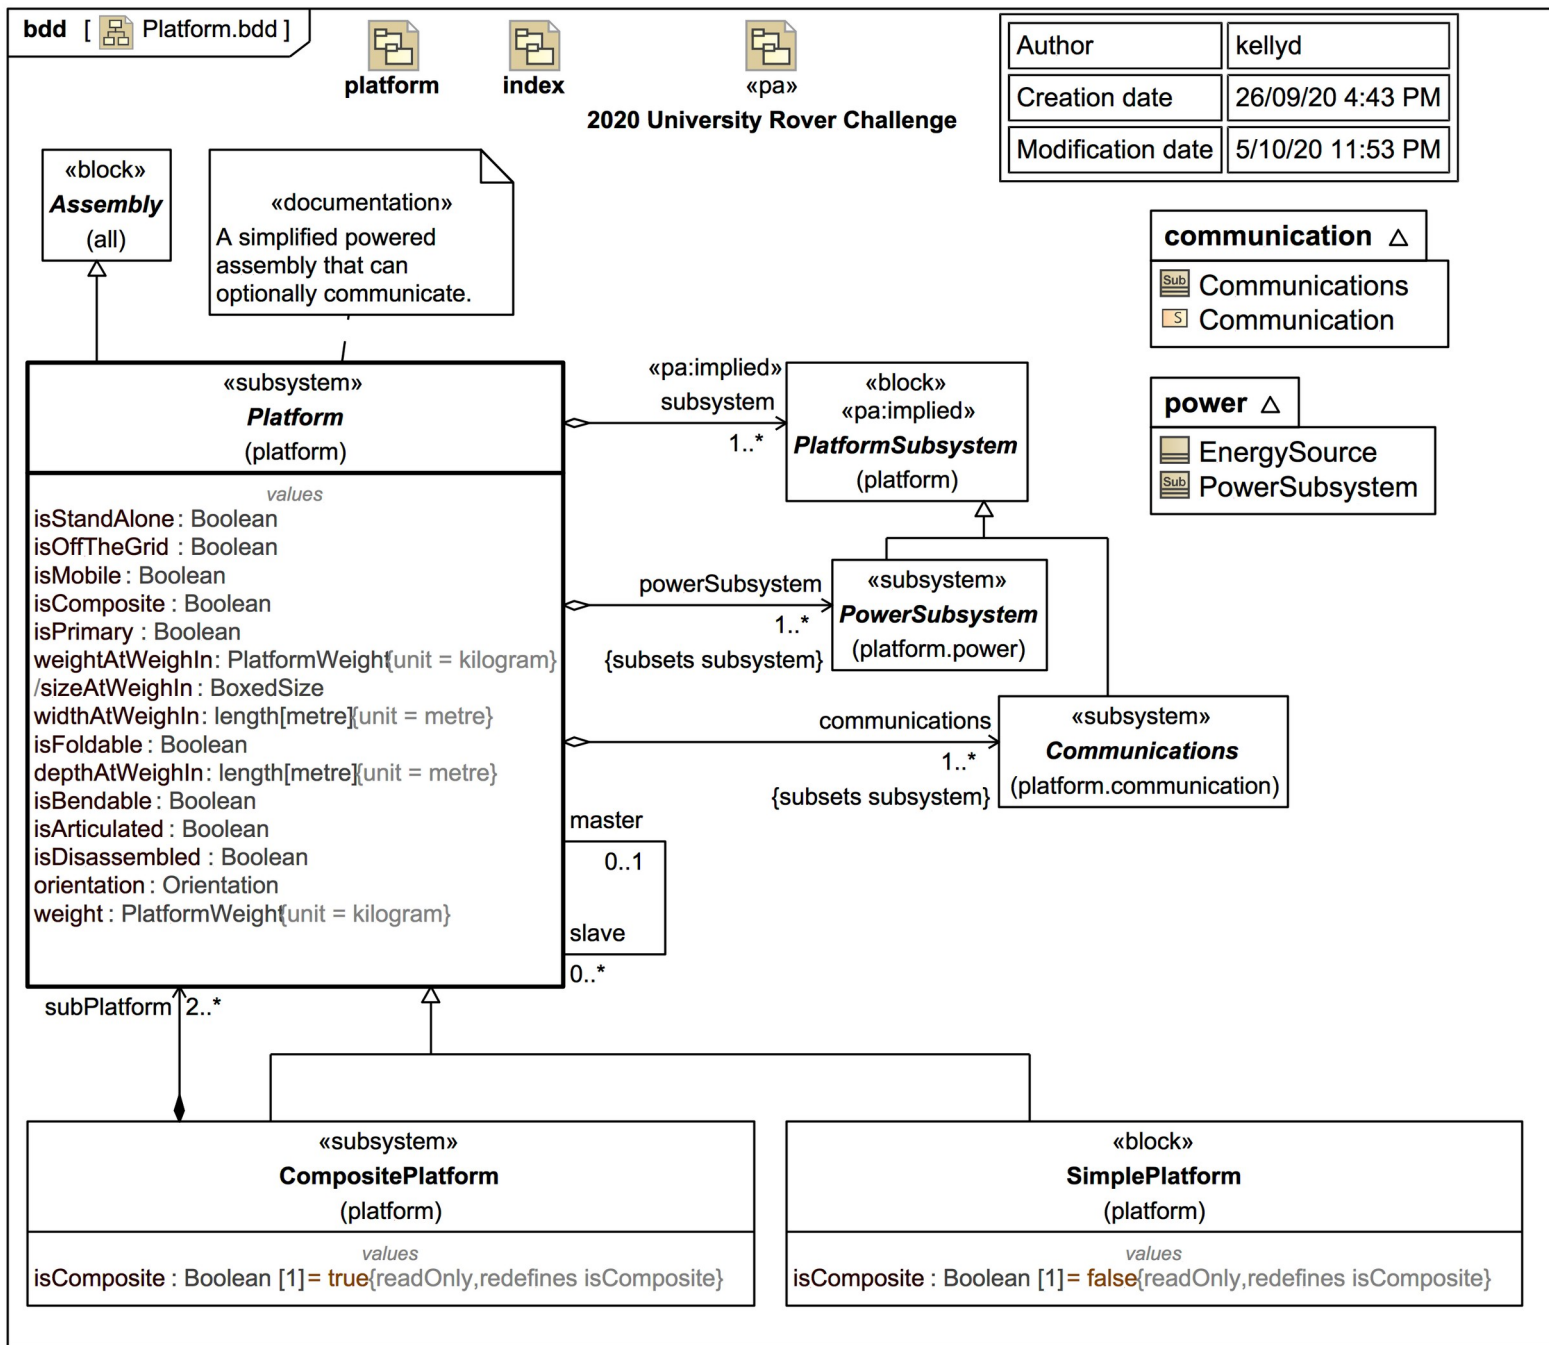 bdd [ Platform.bdd ]
platform
index
«pa»
2020 University Rover Challenge
Author kellyd
Creation date 26/09/20 4:43 PM
Modification date 5/10/20 11:53 PM
«block»
Assembly
(all)
«documentation»
A simplified powered
assembly that can
optionally communicate.
communication
Sub Communications
S Communication
power
EnergySource
Sub PowerSubsystem
«subsystem»
Platform
(platform)
values
isStandAlone : Boolean
isOffTheGrid : Boolean
isMobile : Boolean
isComposite : Boolean
isPrimary : Boolean
weightAtWeighIn: PlatformWeight{unit = kilogram}
/sizeAtWeighIn : BoxedSize
widthAtWeighIn: length[metre]{unit = metre}
isFoldable : Boolean
depthAtWeighIn: length[metre]{unit = metre}
isBendable : Boolean
isArticulated : Boolean
isDisassembled : Boolean
orientation : Orientation
weight : PlatformWeight{unit = kilogram}
«pa:implied»
subsystem
1..*
«block»
«pa:implied»
PlatformSubsystem
(platform)
powerSubsystem
1..*
{subsets subsystem}
«subsystem»
PowerSubsystem
(platform.power)
communications
1..*
{subsets subsystem}
«subsystem»
Communications
(platform.communication)
master
0..1
slave
0..*
subPlatform 2..*
«subsystem»
CompositePlatform
(platform)
values
isComposite : Boolean [1]= true{readOnly,redefines isComposite}
«block»
SimplePlatform
(platform)
values
isComposite : Boolean [1]= false{readOnly,redefines isComposite}